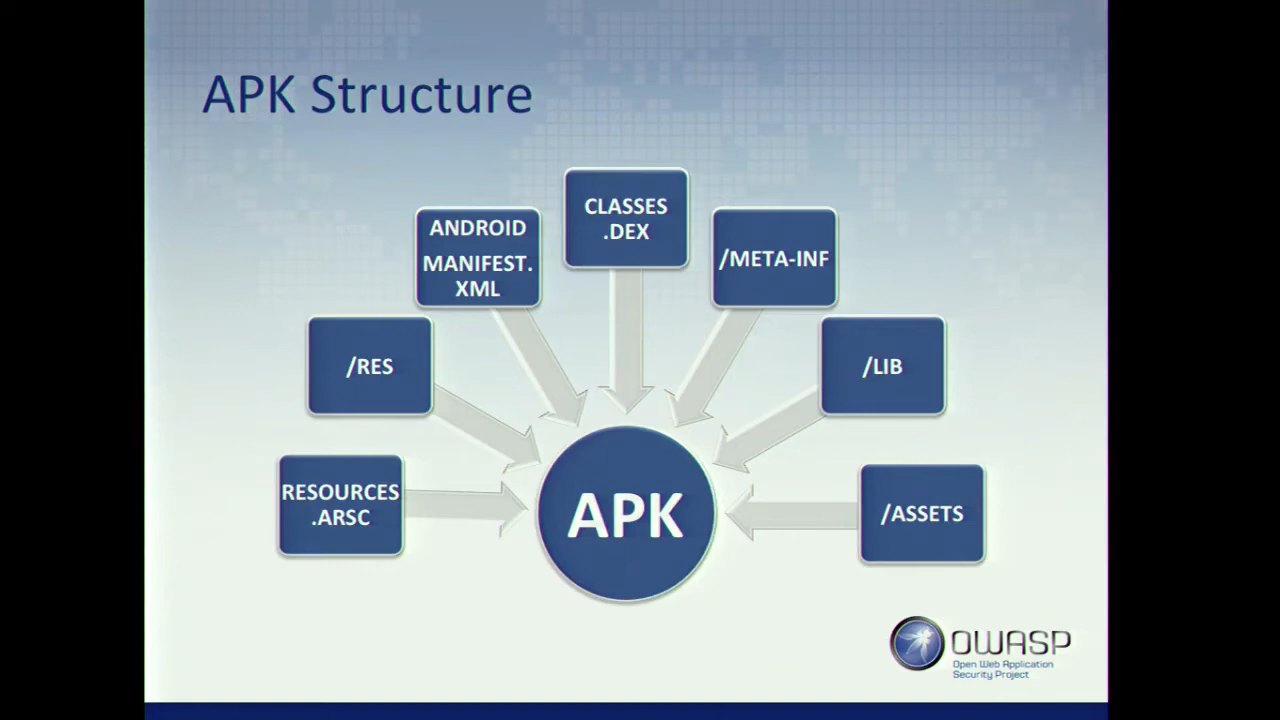 APK Structure
CLASSES
.DEX
ANDROID
MANIFEST.
XML
/META-INF
/RES
/LIB
RESOURCES
.ARSC
/ASSETS
APK
OWASP
Open Web Application
Security Project